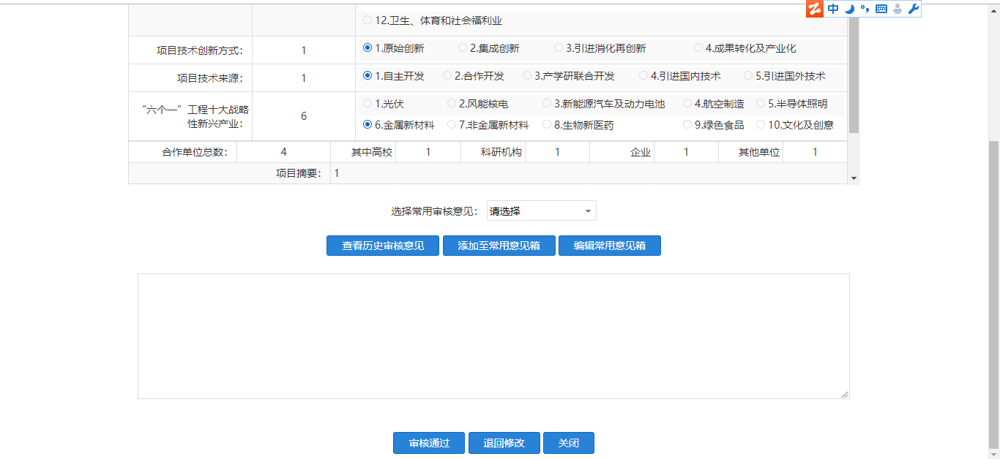 中
12.卫生、体育和社会福利业
项目技术创新方式： 1 1.原始创新 2.集成创新 3.引进消化再创新 4.成果转化及产业化
项目技术来源： 1 1.自主开发 2.合作开发 3.产学研联合开发 4.引进国内技术 5.引进国外技术
“六个一”工程十大战略
性新兴产业： 6
1.光伏 2.风能核电 3.新能源汽车及动力电池 4.航空制造 5.半导体照明
6.金属新材料 7.非金属新材料 8.生物新医药 9.绿色食品 10.文化及创意
合作单位总数： 4 其中高校 1 科研机构 1 企业 1 其他单位 1
项目摘要： 1
选择常用审核意见： 请选择
查看历史审核意见 添加至常用意见箱 编辑常用意见箱
审核通过 退回修改 关闭